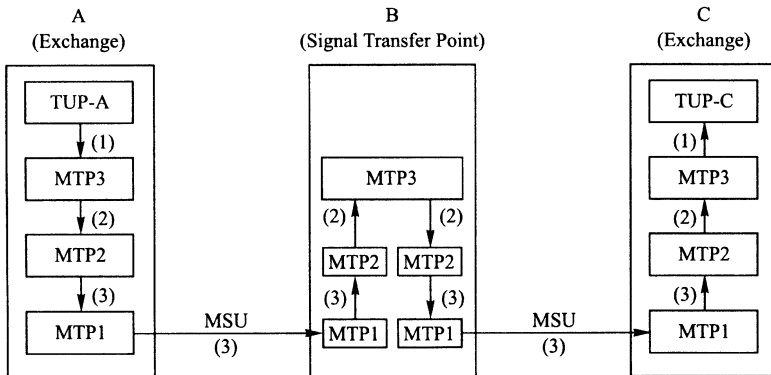 A
(Exchange)
B
(Signal Transfer Point)
C
(Exchange)
TUP-A
(1)
MTP3
(2)
MTP2
(3)
MTP1
MSU
(3)
MTP3
(2)
(2)
MTP2
MTP2
(3)
(3)
MTP1
MTP1
MSU
(3)
TUP-C
(1)
MTP3
(2)
MTP2
(3)
MTP1